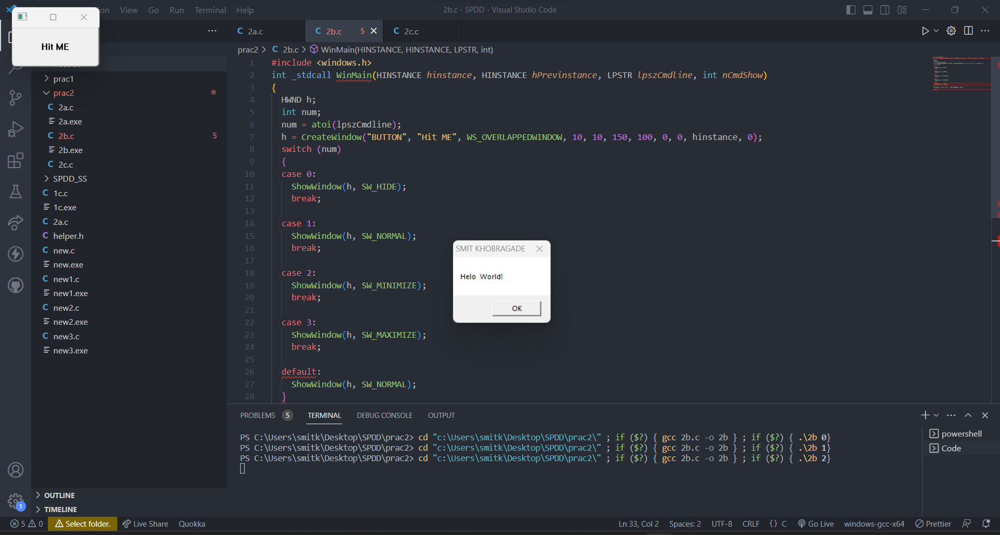 on View Go Run Terminal Help
2b.c - SPDD - Visual Studio Code
Hit ME
2a.c
2b.c 5
2c.c
prac2 > 2b.c > WinMain(HINSTANCE, HINSTANCE, LPSTR, int)
prac1
prac2
2a.c
2a.exe
2b.c 5
2b.exe
2c.c
SPDD_SS
1c.c
1c.exe
2a.c
helper.h
new.c
new.exe
new1.c
new1.exe
new2.c
new2.exe
new3.c
new3.exe
OUTLINE
TIMELINE
1 #include <windows.h>
2 int _stdcall WinMain(HINSTANCE hinstance, HINSTANCE hPrevinstance, LPSTR lpszCmdline, int nCmdShow)
3 {
4 HWND h;
5 int num;
6 num = atoi(lpszCmdline);
7 h = CreateWindow("BUTTON", "Hit ME", WS_OVERLAPPEDWINDOW, 10, 10, 150, 100, 0, 0, hinstance, 0);
8 switch (num)
9 {
10 case 0:
11 ShowWindow(h, SW_HIDE);
12 break;
13
14 case 1:
15 ShowWindow(h, SW_NORMAL);
16 break;
17
18 case 2:
19 ShowWindow(h, SW_MINIMIZE);
20 break;
21
22 case 3:
23 ShowWindow(h, SW_MAXIMIZE);
24 break;
25
26 default:
27 ShowWindow(h, SW_NORMAL);
28 }
SMIT KHOBRAGADE
Helo World!
OK
PROBLEMS 5 TERMINAL DEBUG CONSOLE OUTPUT
PS C:\Users\smitk\Desktop\SPDD\prac2> cd "c:\Users\smitk\Desktop\SPDD\prac2\" ; if ($?) { gcc 2b.c -o 2b } ; if ($?) { .\2b 0}
PS C:\Users\smitk\Desktop\SPDD\prac2> cd "c:\Users\smitk\Desktop\SPDD\prac2\" ; if ($?) { gcc 2b.c -o 2b } ; if ($?) { .\2b 1}
PS C:\Users\smitk\Desktop\SPDD\prac2> cd "c:\Users\smitk\Desktop\SPDD\prac2\" ; if ($?) { gcc 2b.c -o 2b } ; if ($?) { .\2b 2}
powershell
Code
1
5 0 Select folder. Live Share Quokka
Ln 33, Col 2 Spaces: 2 UTF-8 CRLF {} C Go Live windows-gcc-x64 Prettier